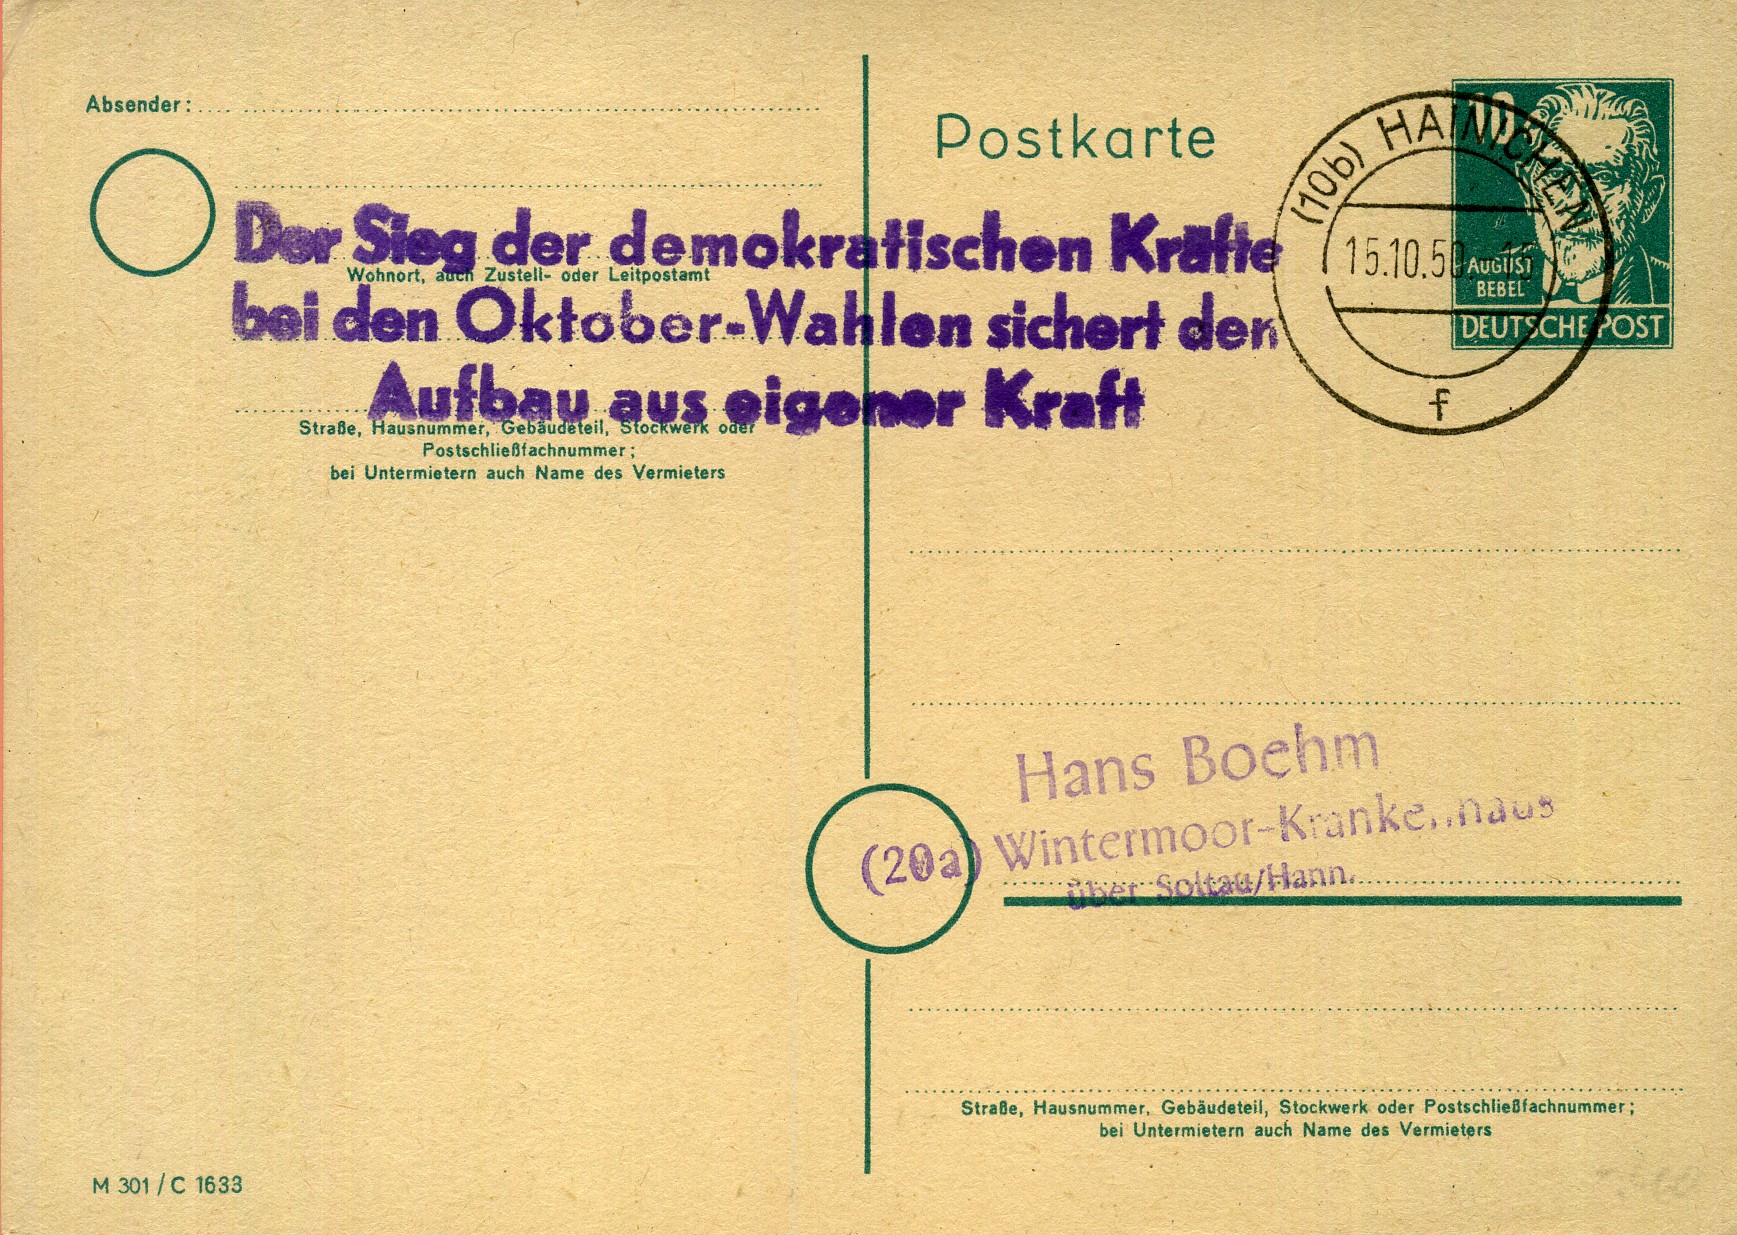 Absender:
Postkarte
Der Sieg der demokratischen Kräfte
bei den Oktober-Wahlen sichert den
Aufbau aus eigener Kraft
Wohnort, auch Zustell- oder Leitpostamt
Straße, Hausnummer, Gebäudeteil, Stockwerk oder
Postschließfachnummer;
bei Untermietern auch Name des Vermieters
(10b) HAINICHEN
15.10.50.-15
f
AUGUST
BEBEL
DEUTSCHE POST
Hans Boehm
(20a) Wintermoor-Krankenhaus
über Soltau/Hann.
Straße, Hausnummer, Gebäudeteil, Stockwerk oder Postschließfachnummer;
bei Untermietern auch Name des Vermieters
M 301 / C 1633